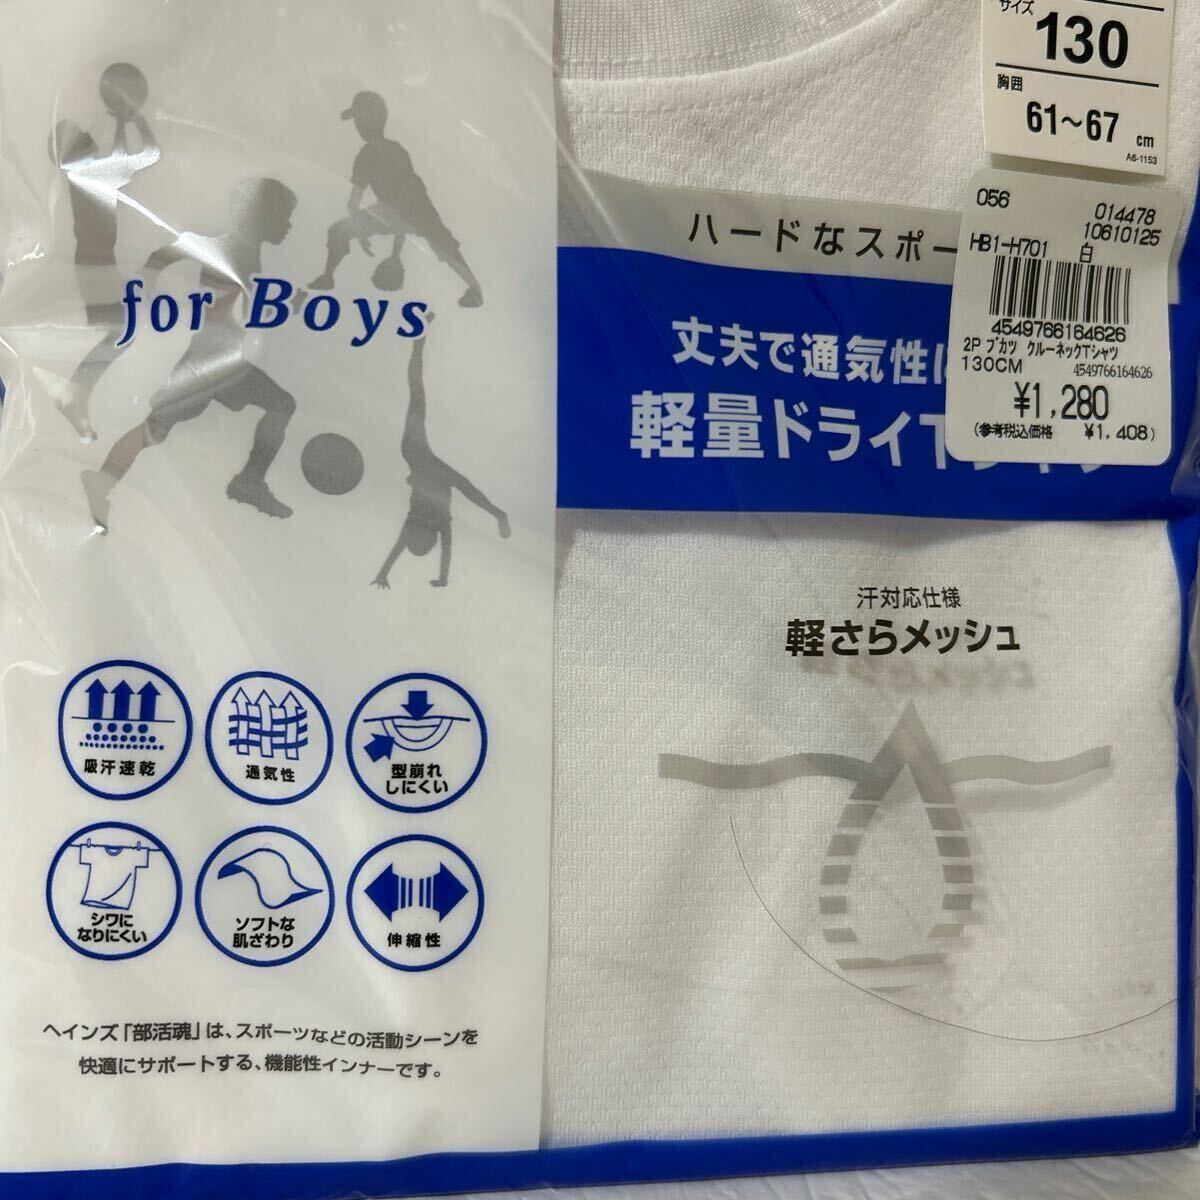 for Boys
吸汗速乾
通気性
型崩れ
しにくい
シワに
なりにくい
ソフトな
肌ざわり
伸縮性
ヘインズ「部活魂」は、スポーツなどの活動シーンを
快適にサポートする、機能性インナーです。
サイズ
130
胸囲
61~67 cm
A6-1153
056 014478
10610125
HB1-H701 白
4549766164626
2P ブカツ クルーネックTシャツ
130CM 4549766164626
¥1,280
(参考税込価格 ¥1,408)
ハードなスポー
丈夫で通気性に
軽量ドライT
汗対応仕様
軽さらメッシュ